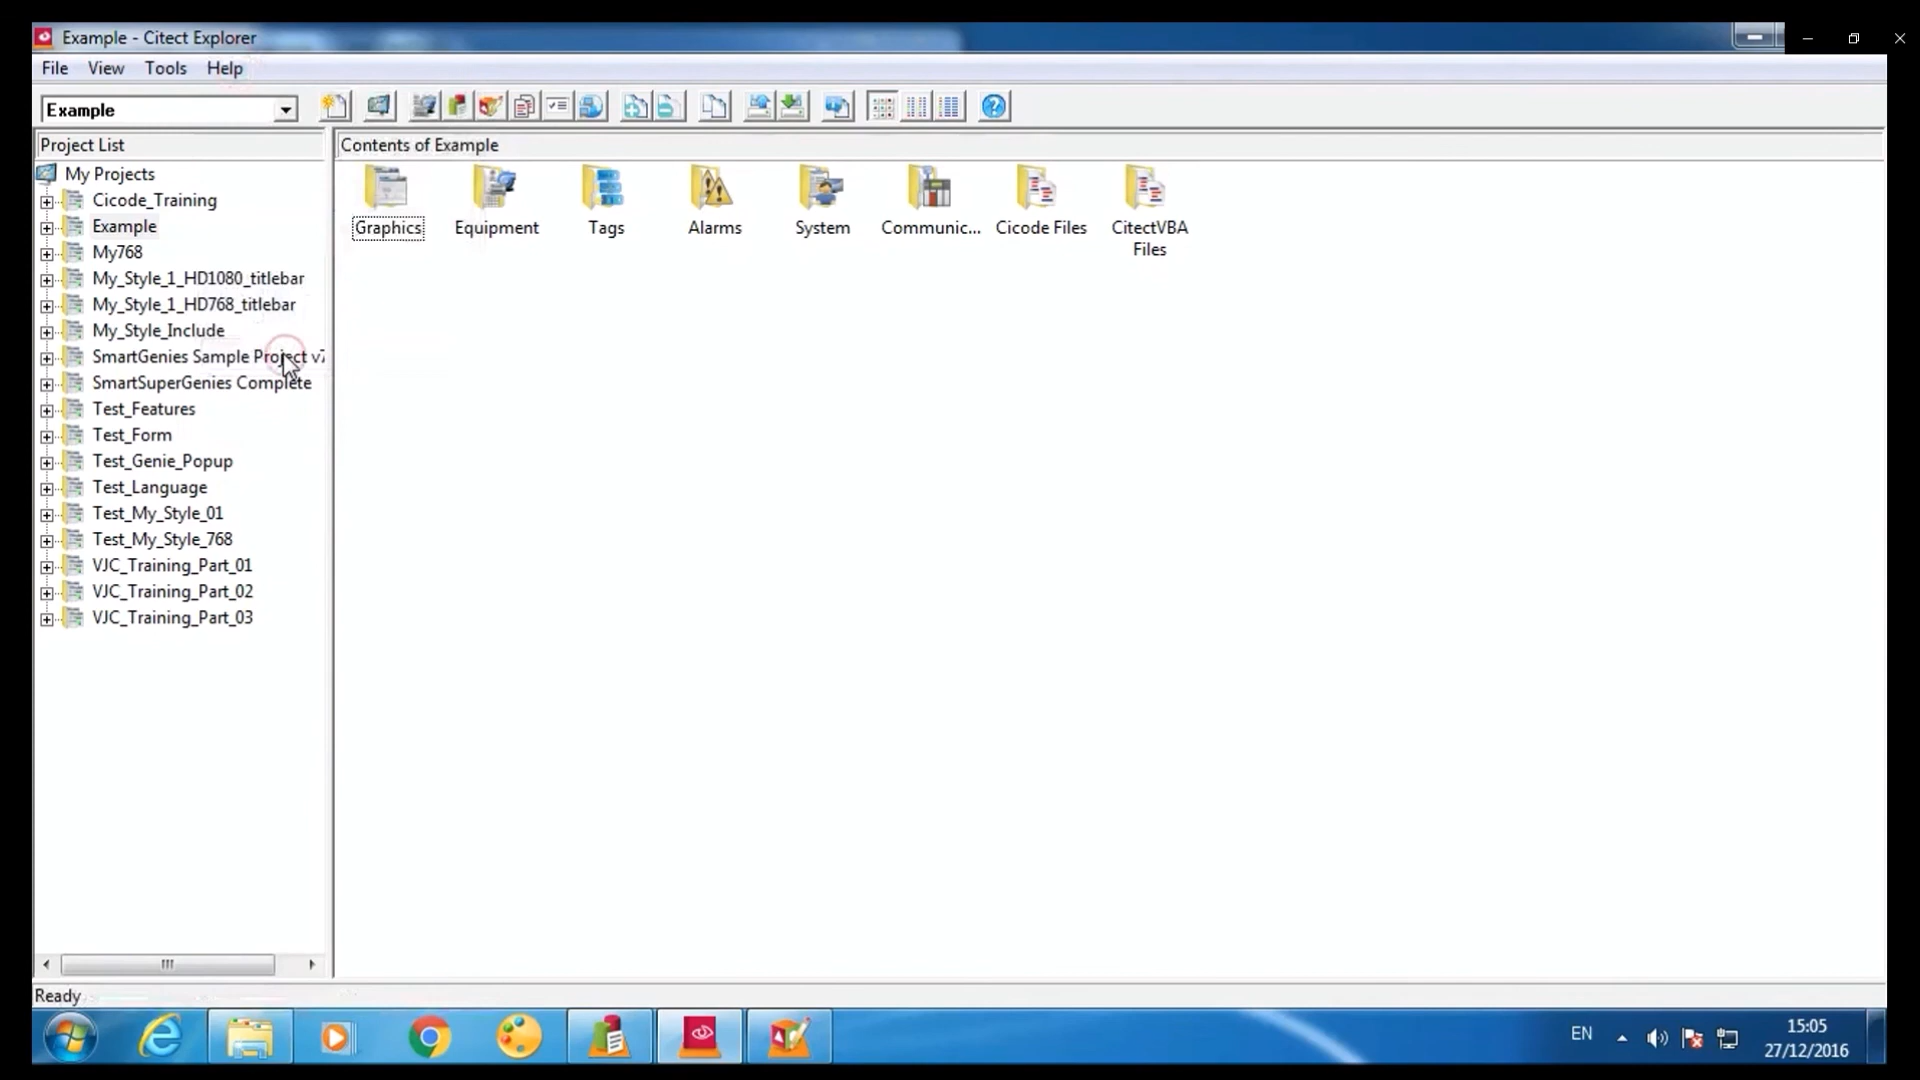 Example - Citect Explorer
File View Tools Help
Example
Project List
Contents of Example
My Projects
Cicode_Training
Example
My768
My_Style_1_HD1080_titlebar
My_Style_1_HD768_titlebar
My_Style_Include
SmartGenies Sample Project v7
SmartSuperGenies Complete
Test_Features
Test_Form
Test_Genie_Popup
Test_Language
Test_My_Style_01
Test_My_Style_768
VJC_Training_Part_01
VJC_Training_Part_02
VJC_Training_Part_03
Graphics Equipment Tags Alarms System Communic... Cicode Files CitectVBA
Files
Ready
EN
15:05
27/12/2016